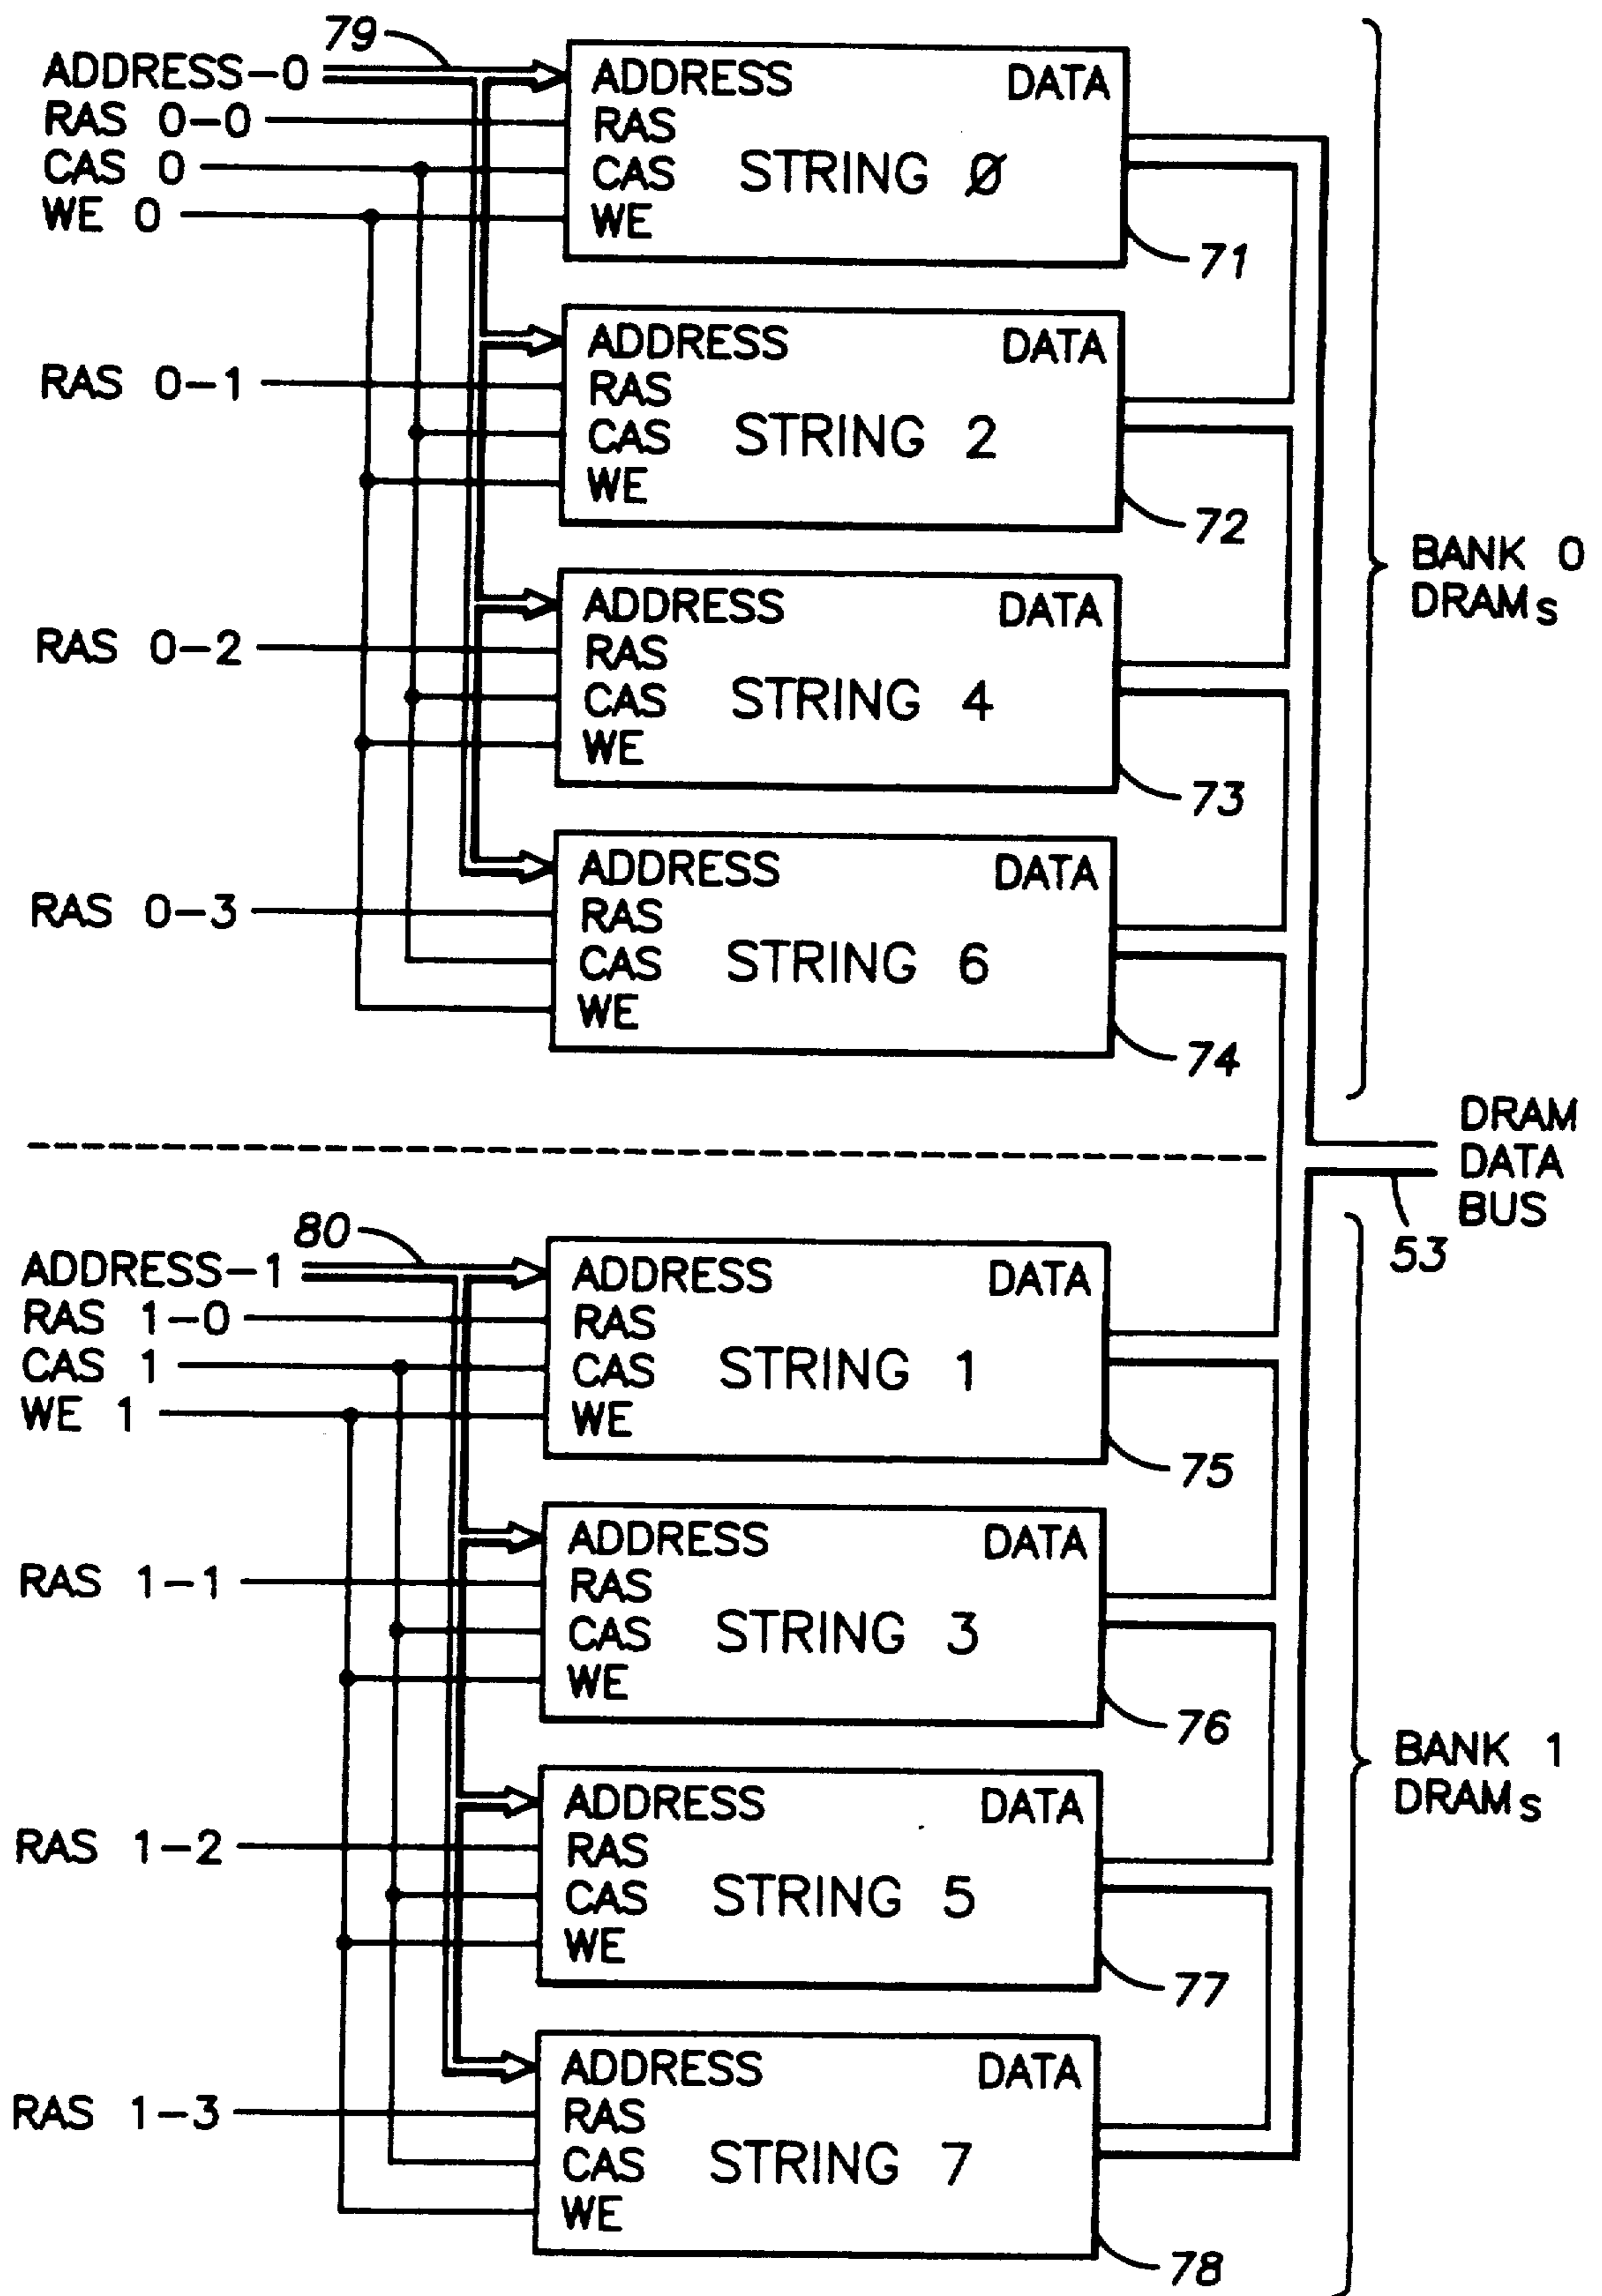 79
ADDRESS-0
RAS 0-0
CAS 0
WE 0
ADDRESS DATA
RAS
CAS STRING Ø
WE
71
RAS 0-1
ADDRESS DATA
RAS
CAS STRING 2
WE
72
BANK 0
DRAMs
RAS 0-2
ADDRESS DATA
RAS
CAS STRING 4
WE
73
RAS 0-3
ADDRESS DATA
RAS
CAS STRING 6
WE
74
DRAM
DATA
BUS
53
80
ADDRESS-1
RAS 1-0
CAS 1
WE 1
ADDRESS DATA
RAS
CAS STRING 1
WE
75
RAS 1-1
ADDRESS DATA
RAS
CAS STRING 3
WE
76
BANK 1
DRAMs
RAS 1-2
ADDRESS DATA
RAS
CAS STRING 5
WE
77
RAS 1-3
ADDRESS DATA
RAS
CAS STRING 7
WE
78